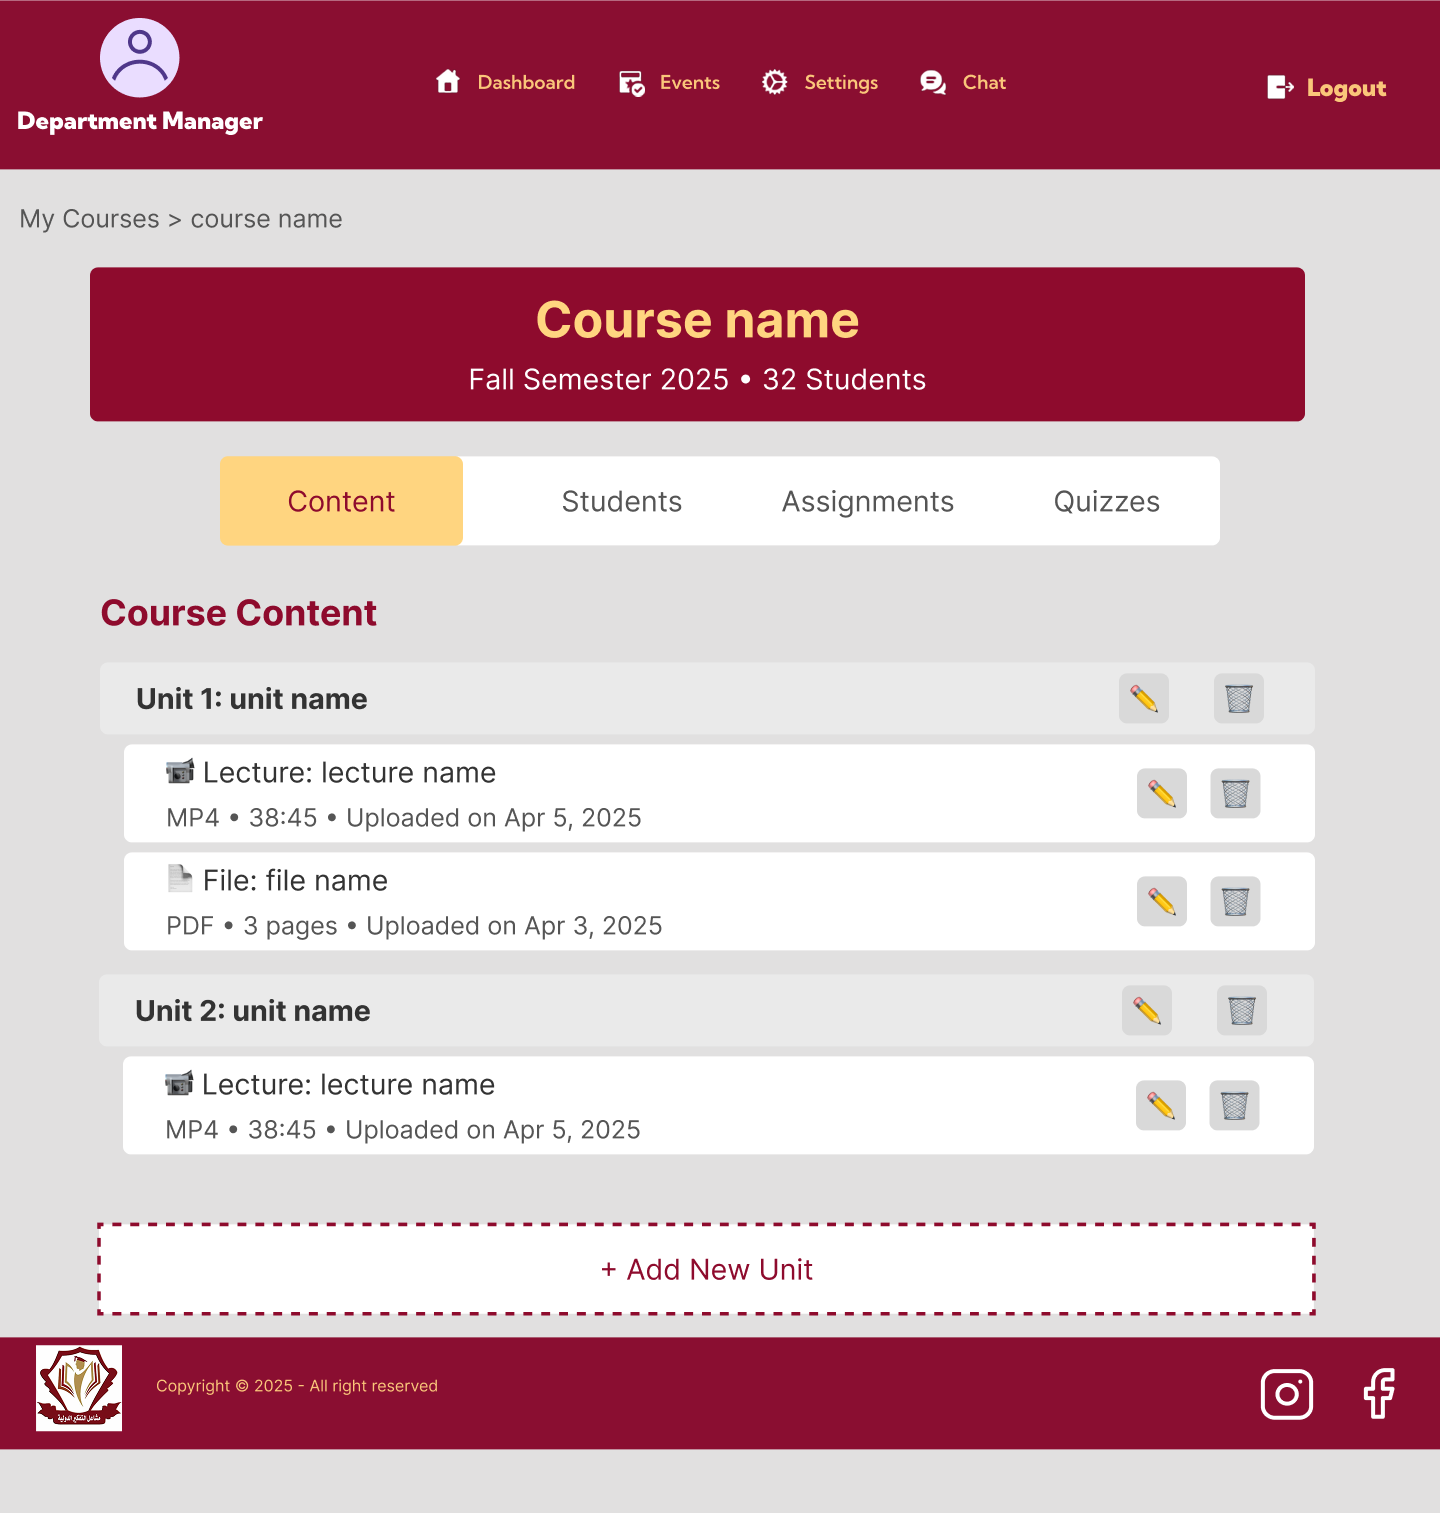 Department Manager
Dashboard
Events
Settings
Chat
Logout
My Courses > course name
Course name
Fall Semester 2025 • 32 Students
Content
Students
Assignments
Quizzes
Course Content
Unit 1: unit name
Lecture: lecture name
MP4 • 38:45 • Uploaded on Apr 5, 2025
File: file name
PDF • 3 pages • Uploaded on Apr 3, 2025
Unit 2: unit name
Lecture: lecture name
MP4 • 38:45 • Uploaded on Apr 5, 2025
+ Add New Unit
مشاعل الفكر الدولية
Copyright © 2025 - All right reserved